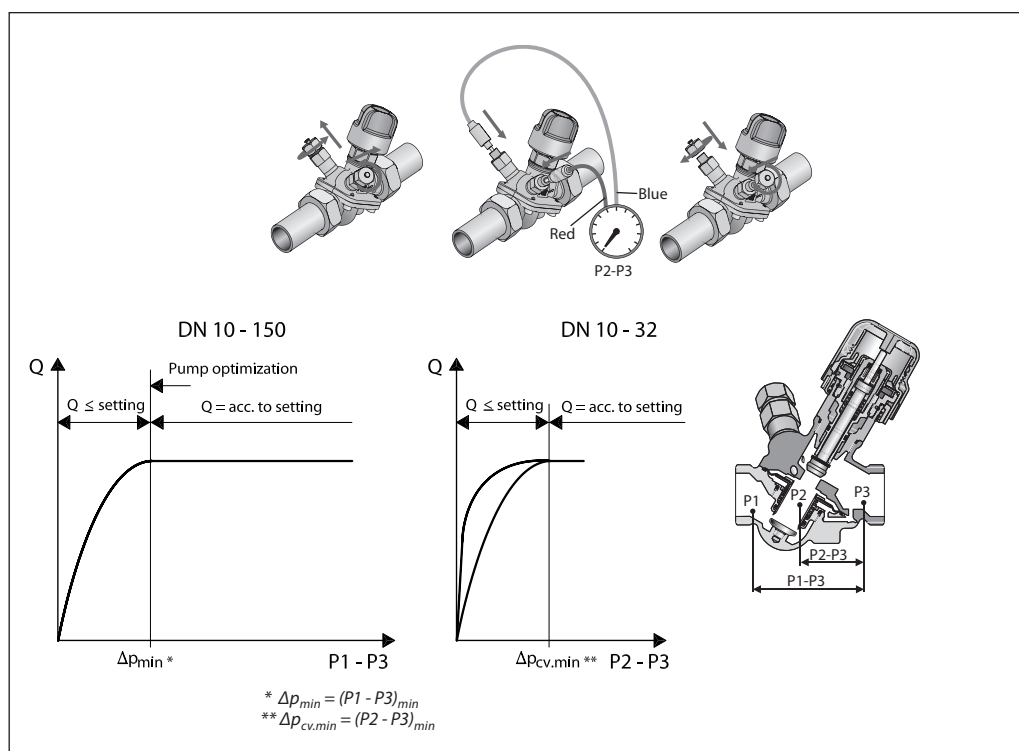 Blue
Red
P2-P3
DN 10 - 150
Q
Pump optimization
Q ≤ setting
Q = acc. to setting
Δpmin *
P1 - P3
DN 10 - 32
Q
Q ≤ setting
Q = acc. to setting
Δpcv.min **
P2 - P3
P1
P2
P3
P2-P3
P1-P3
* Δpmin = (P1 - P3)min
** Δpcv.min = (P2 - P3)min